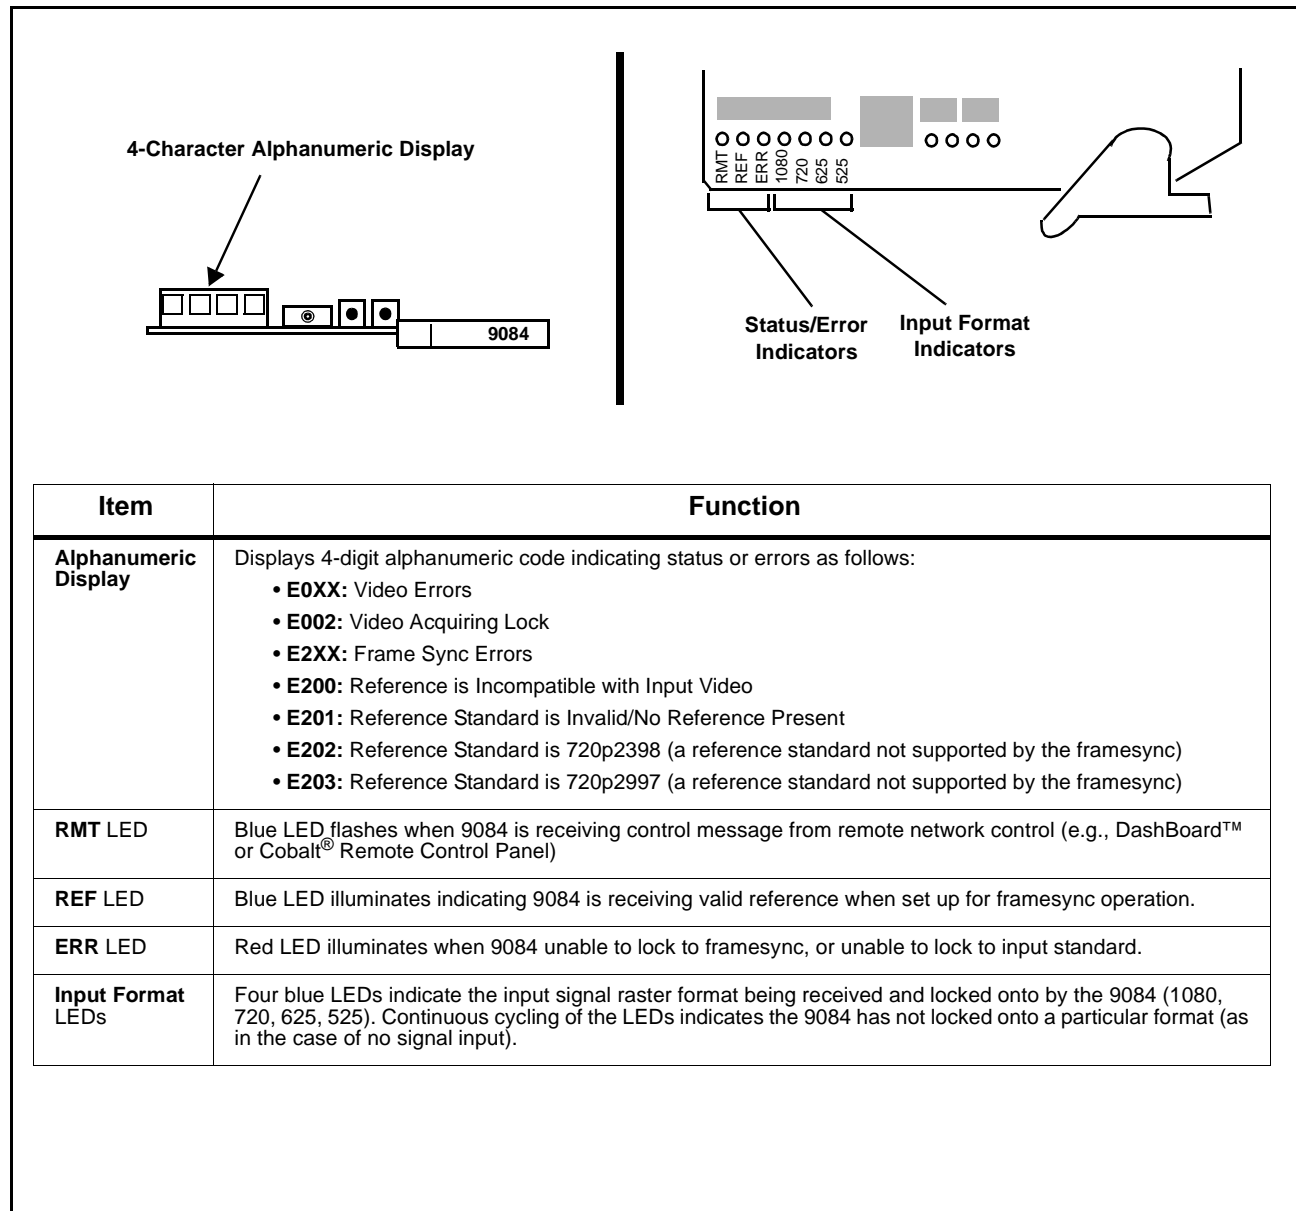 4-Character Alphanumeric Display
9084
RMT
REF
ERR
1080
720
625
525
Status/Error
Indicators
Input Format
Indicators
Item
Function
Alphanumeric
Display
Displays 4-digit alphanumeric code indicating status or errors as follows:
• E0XX: Video Errors
• E002: Video Acquiring Lock
• E2XX: Frame Sync Errors
• E200: Reference is Incompatible with Input Video
• E201: Reference Standard is Invalid/No Reference Present
• E202: Reference Standard is 720p2398 (a reference standard not supported by the framesync)
• E203: Reference Standard is 720p2997 (a reference standard not supported by the framesync)
RMT LED
Blue LED flashes when 9084 is receiving control message from remote network control (e.g., DashBoard™
or Cobalt® Remote Control Panel)
REF LED
Blue LED illuminates indicating 9084 is receiving valid reference when set up for framesync operation.
ERR LED
Red LED illuminates when 9084 unable to lock to framesync, or unable to lock to input standard.
Input Format
LEDs
Four blue LEDs indicate the input signal raster format being received and locked onto by the 9084 (1080,
720, 625, 525). Continuous cycling of the LEDs indicates the 9084 has not locked onto a particular format (as
in the case of no signal input).